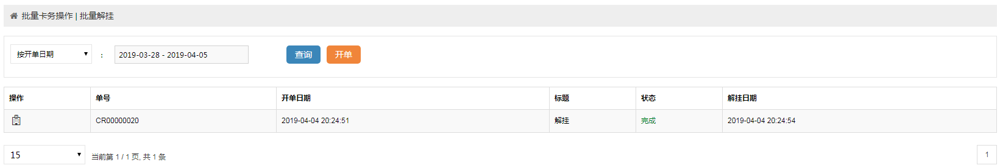 批量卡务操作 | 批量解挂
按开单日期 : 2019-03-28 - 2019-04-05 查询 开单
操作 单号 开单日期 标题 状态 解挂日期
CR00000020 2019-04-04 20:24:51 解挂 完成 2019-04-04 20:24:54
15 当前第 1 / 1 页, 共 1 条 1